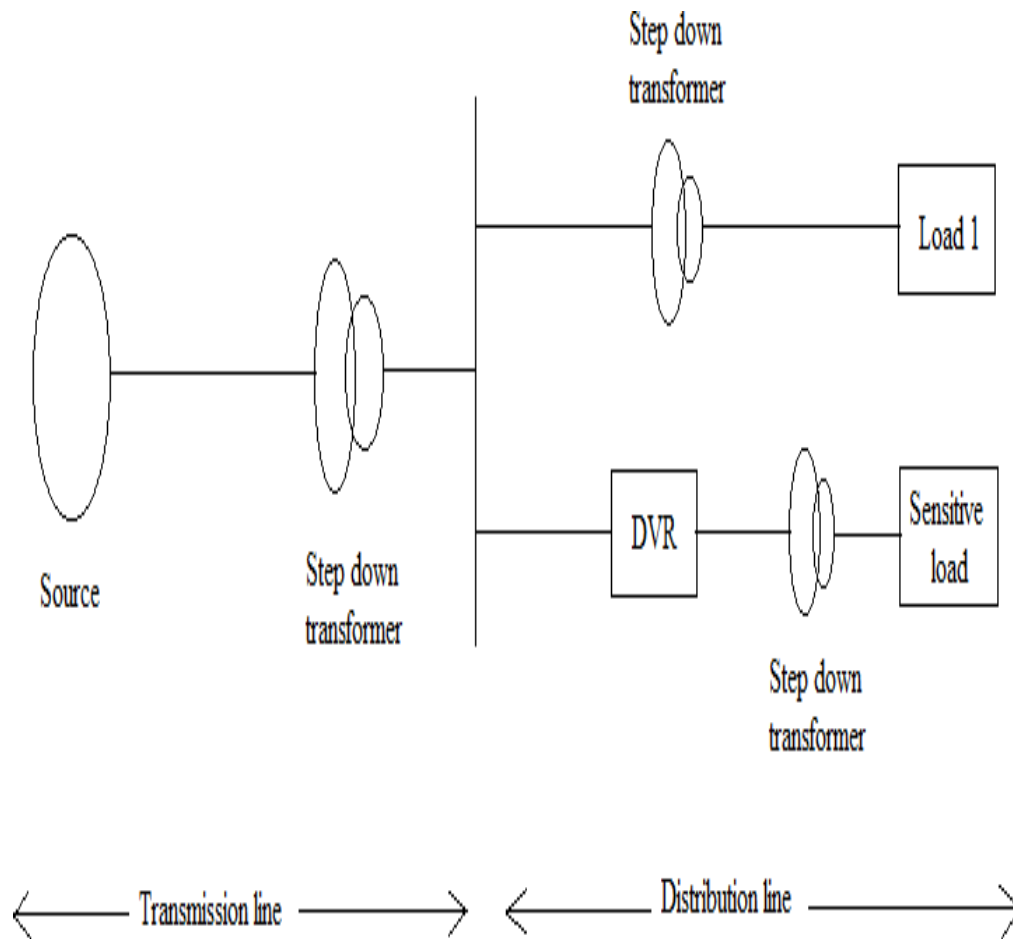 Step down
transformer
Load 1
Source
Step down
transformer
DVR
Sensitive
load
Step down
transformer
Transmission line
Distribution line